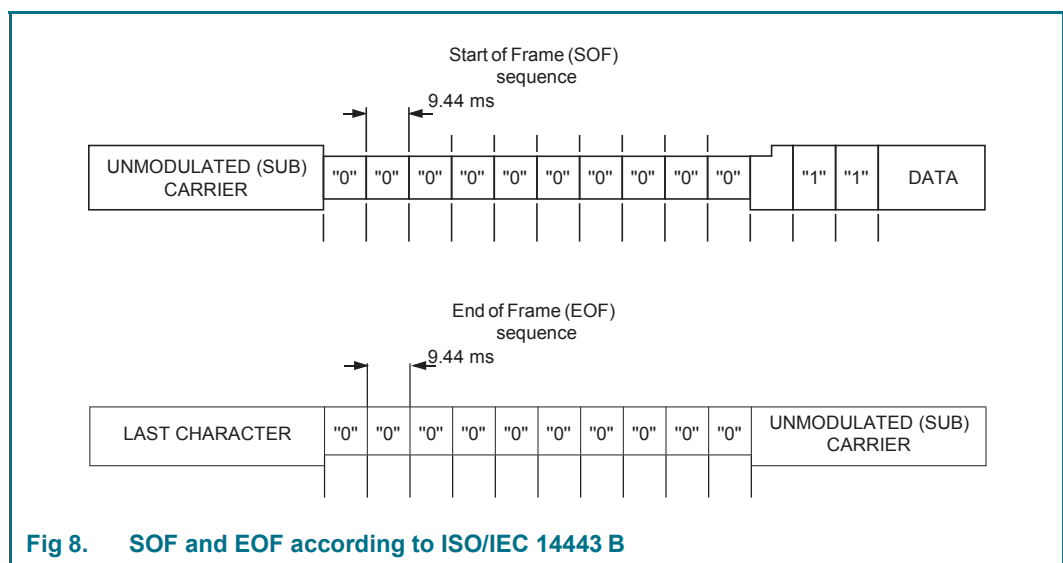 Start of Frame (SOF)
sequence
9.44 ms
UNMODULATED (SUB)
CARRIER
"0" "0" "0" "0" "0" "0" "0" "0" "0" "0" "1" "1" DATA
End of Frame (EOF)
sequence
9.44 ms
LAST CHARACTER "0" "0" "0" "0" "0" "0" "0" "0" "0" "0" UNMODULATED (SUB)
CARRIER
Fig 8. SOF and EOF according to ISO/IEC 14443 B